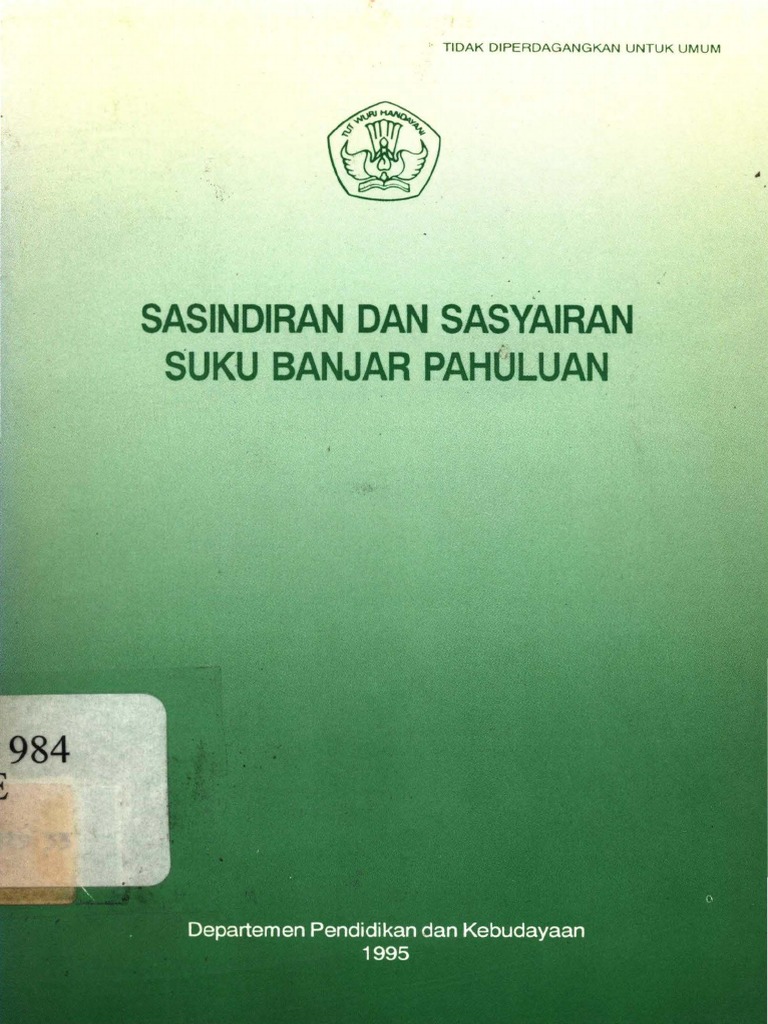 TIDAK DIPERDAGANGKAN UNTUK UMUM
TUT WURI HANDAYANI
SASINDIRAN DAN SASYAIRAN
SUKU BANJAR PAHULUAN
984
E
Departemen Pendidikan dan Kebudayaan
1995